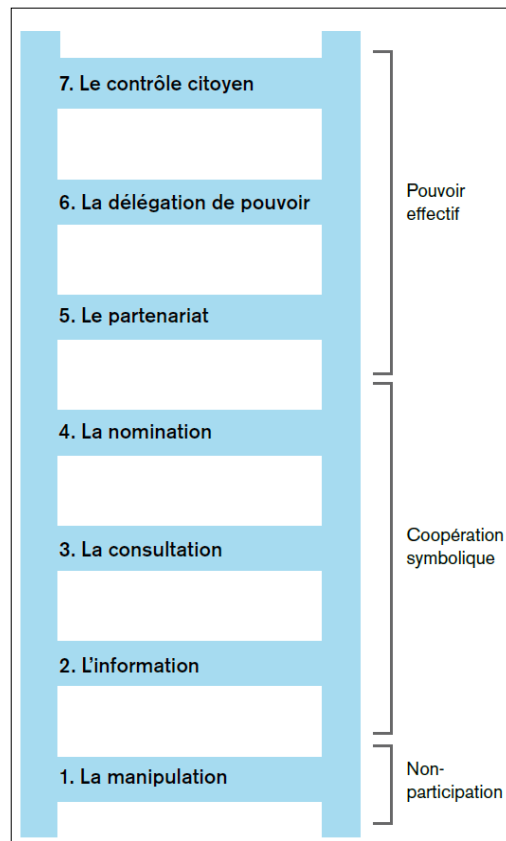 7. Le contrôle citoyen
6. La délégation de pouvoir
Pouvoir
effectif
5. Le partenariat
4. La nomination
3. La consultation
Coopération
symbolique
2. L’information
1. La manipulation
Non-
participation